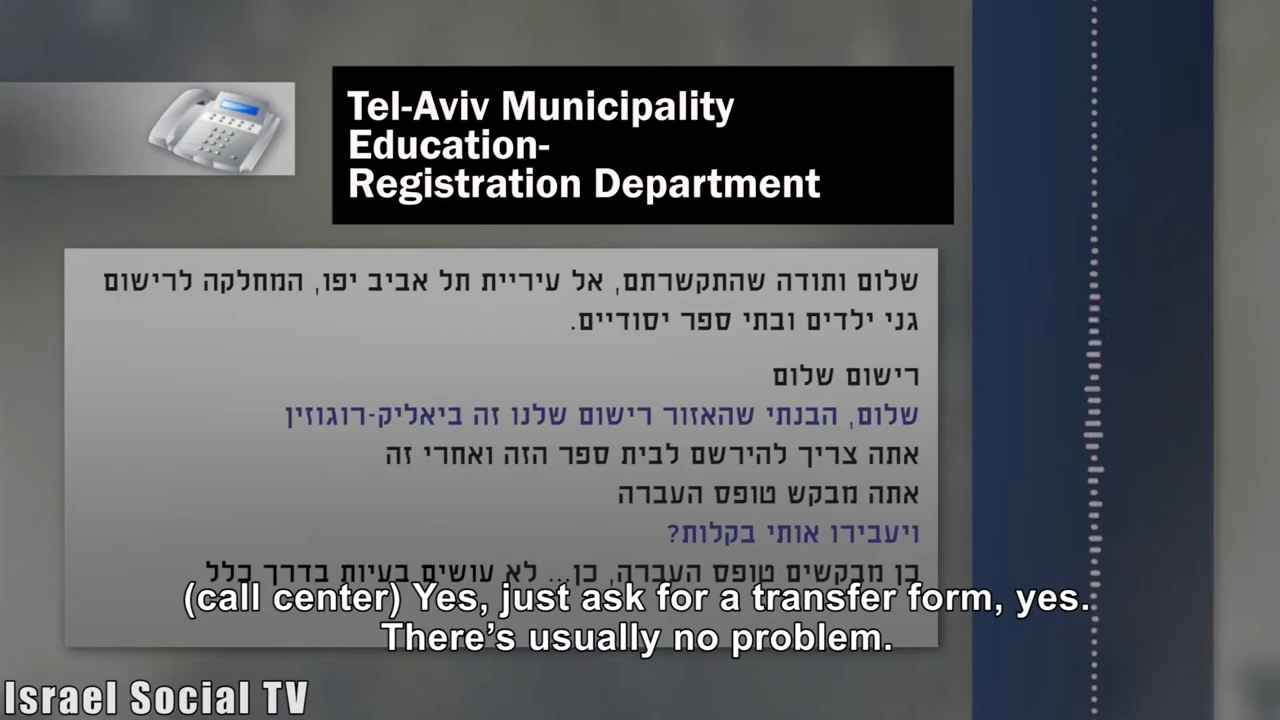 Tel-Aviv Municipality
Education-
Registration Department
שלום ותודה שהתקשרתם, אל עיריית תל אביב יפו, המחלקה לרישום
גני ילדים ובתי ספר יסודיים.
רישום שלום
שלום, הבנתי שהאזור רישום שלנו זה ביאליק-רוגוזין
אתה צריך להירשם לבית ספר הזה ואחרי זה
אתה מבקש טופס העברה
ויעבירו אותי בקלות?
כן מבקשים טופס העברה, כן... לא עושים בעיות בדרך כלל
(call center) Yes, just ask for a transfer form, yes.
There's usually no problem.
Israel Social TV